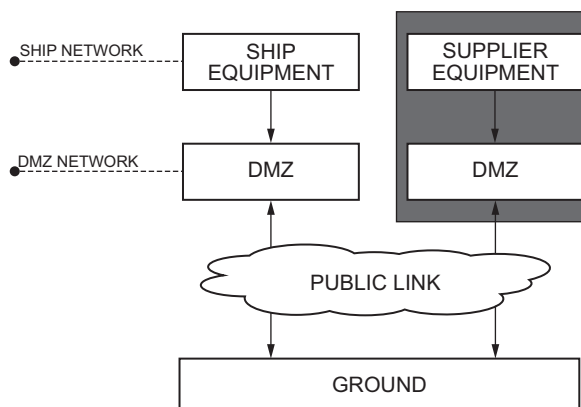 SHIP NETWORK
SHIP
EQUIPMENT
SUPPLIER
EQUIPMENT
DMZ NETWORK
DMZ
DMZ
PUBLIC LINK
GROUND